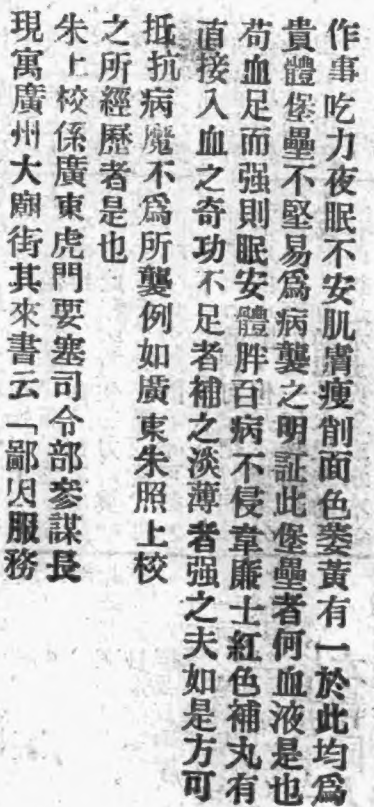 作事吃力夜眠不安肌膚瘦削面色萎黃有一於此均爲
貴體堡壘不堅易爲病襲之明証此堡壘者何血液是也
苟血足而强則眠安體胖百病不侵韋廉士紅色補丸有
直接入血之奇功不足者補之淡薄者强之夫如是方可
抵抗病魔不爲所襲例如廣東朱照上校
之所經歷者是也
朱上校係廣東虎門要塞司令部參謀長
現寓廣州大廟街其來書云「鄙人因服務